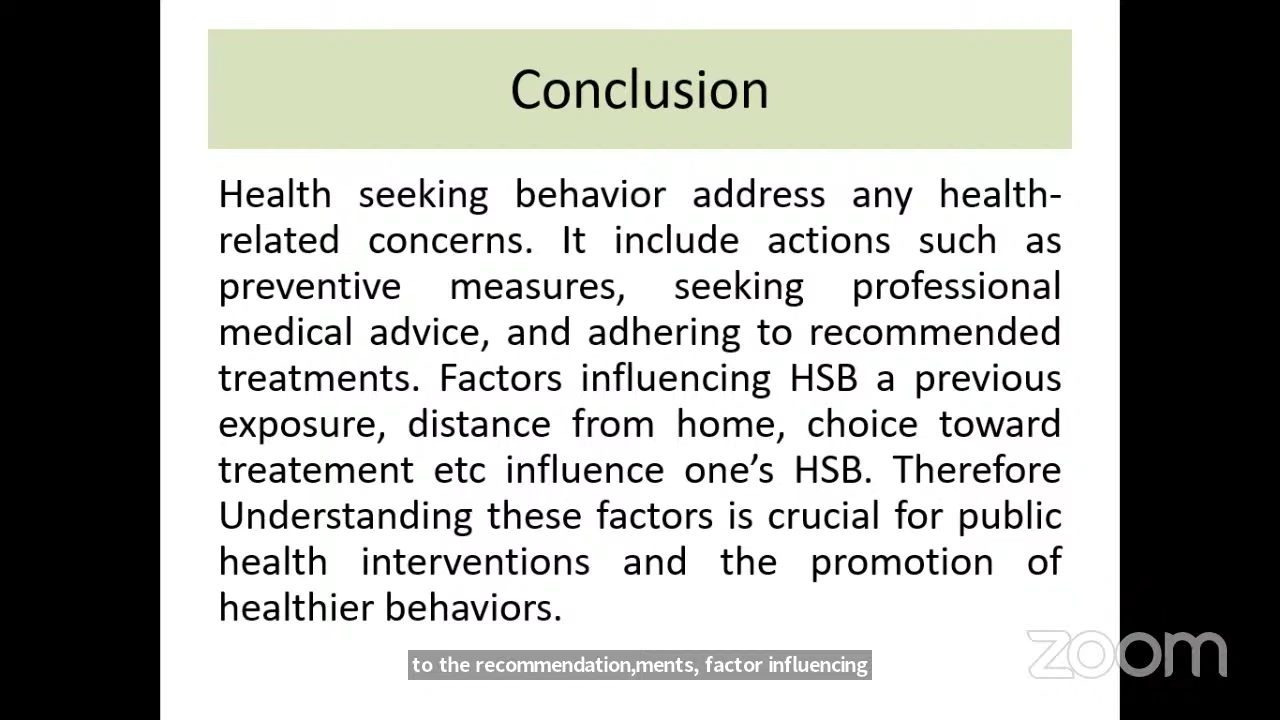 Conclusion
Health seeking behavior address any health-
related concerns. It include actions such as
preventive measures, seeking professional
medical advice, and adhering to recommended
treatments. Factors influencing HSB a previous
exposure, distance from home, choice toward
treatement etc influence one’s HSB. Therefore
Understanding these factors is crucial for public
health interventions and the promotion of
healthier behaviors.
to the recommendation,ments, factor influencing
zoom